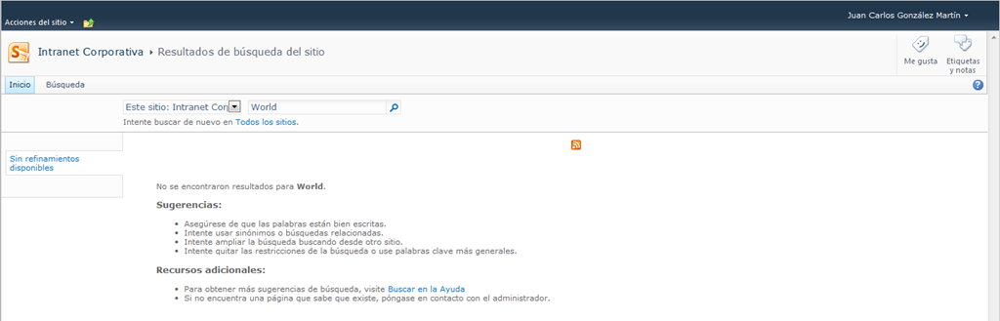 Juan Carlos González Martín
Acciones del sitio
Intranet Corporativa ▸ Resultados de búsqueda del sitio
Me gusta
Etiquetas
y notas
Inicio Búsqueda
Este sitio: Intranet Cor World
Intente buscar de nuevo en Todos los sitios.
Sin refinamientos
disponibles
No se encontraron resultados para World.
Sugerencias:
• Asegúrese de que las palabras están bien escritas.
• Intente usar sinónimos o búsquedas relacionadas.
• Intente ampliar la búsqueda buscando desde otro sitio.
• Intente quitar las restricciones de la búsqueda o use palabras clave más generales.
Recursos adicionales:
• Para obtener más sugerencias de búsqueda, visite Buscar en la Ayuda
• Si no encuentra una página que sabe que existe, póngase en contacto con el administrador.